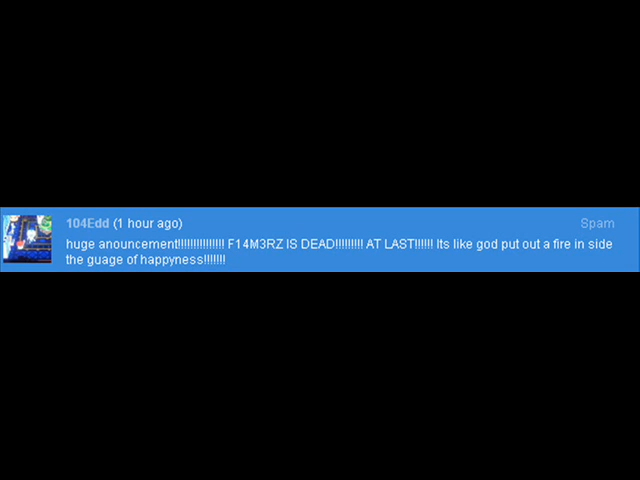 104Edd (1 hour ago) Spam
huge anouncement!!!!!!!!!!!!!!! F14M3RZ IS DEAD!!!!!!!!! AT LAST!!!!!! Its like god put out a fire in side
the guage of happyness!!!!!!!